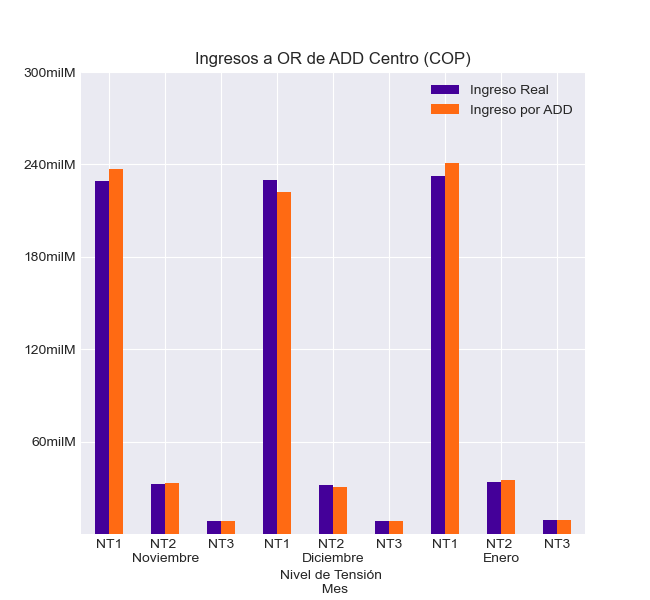 Ingresos a OR de ADD Centro (COP)
300milM
240milM
180milM
120milM
60milM
Ingreso Real
Ingreso por ADD
NT1 NT2 NT3 NT1 NT2 NT3 NT1 NT2 NT3
Noviembre Diciembre Enero
Nivel de Tensión
Mes